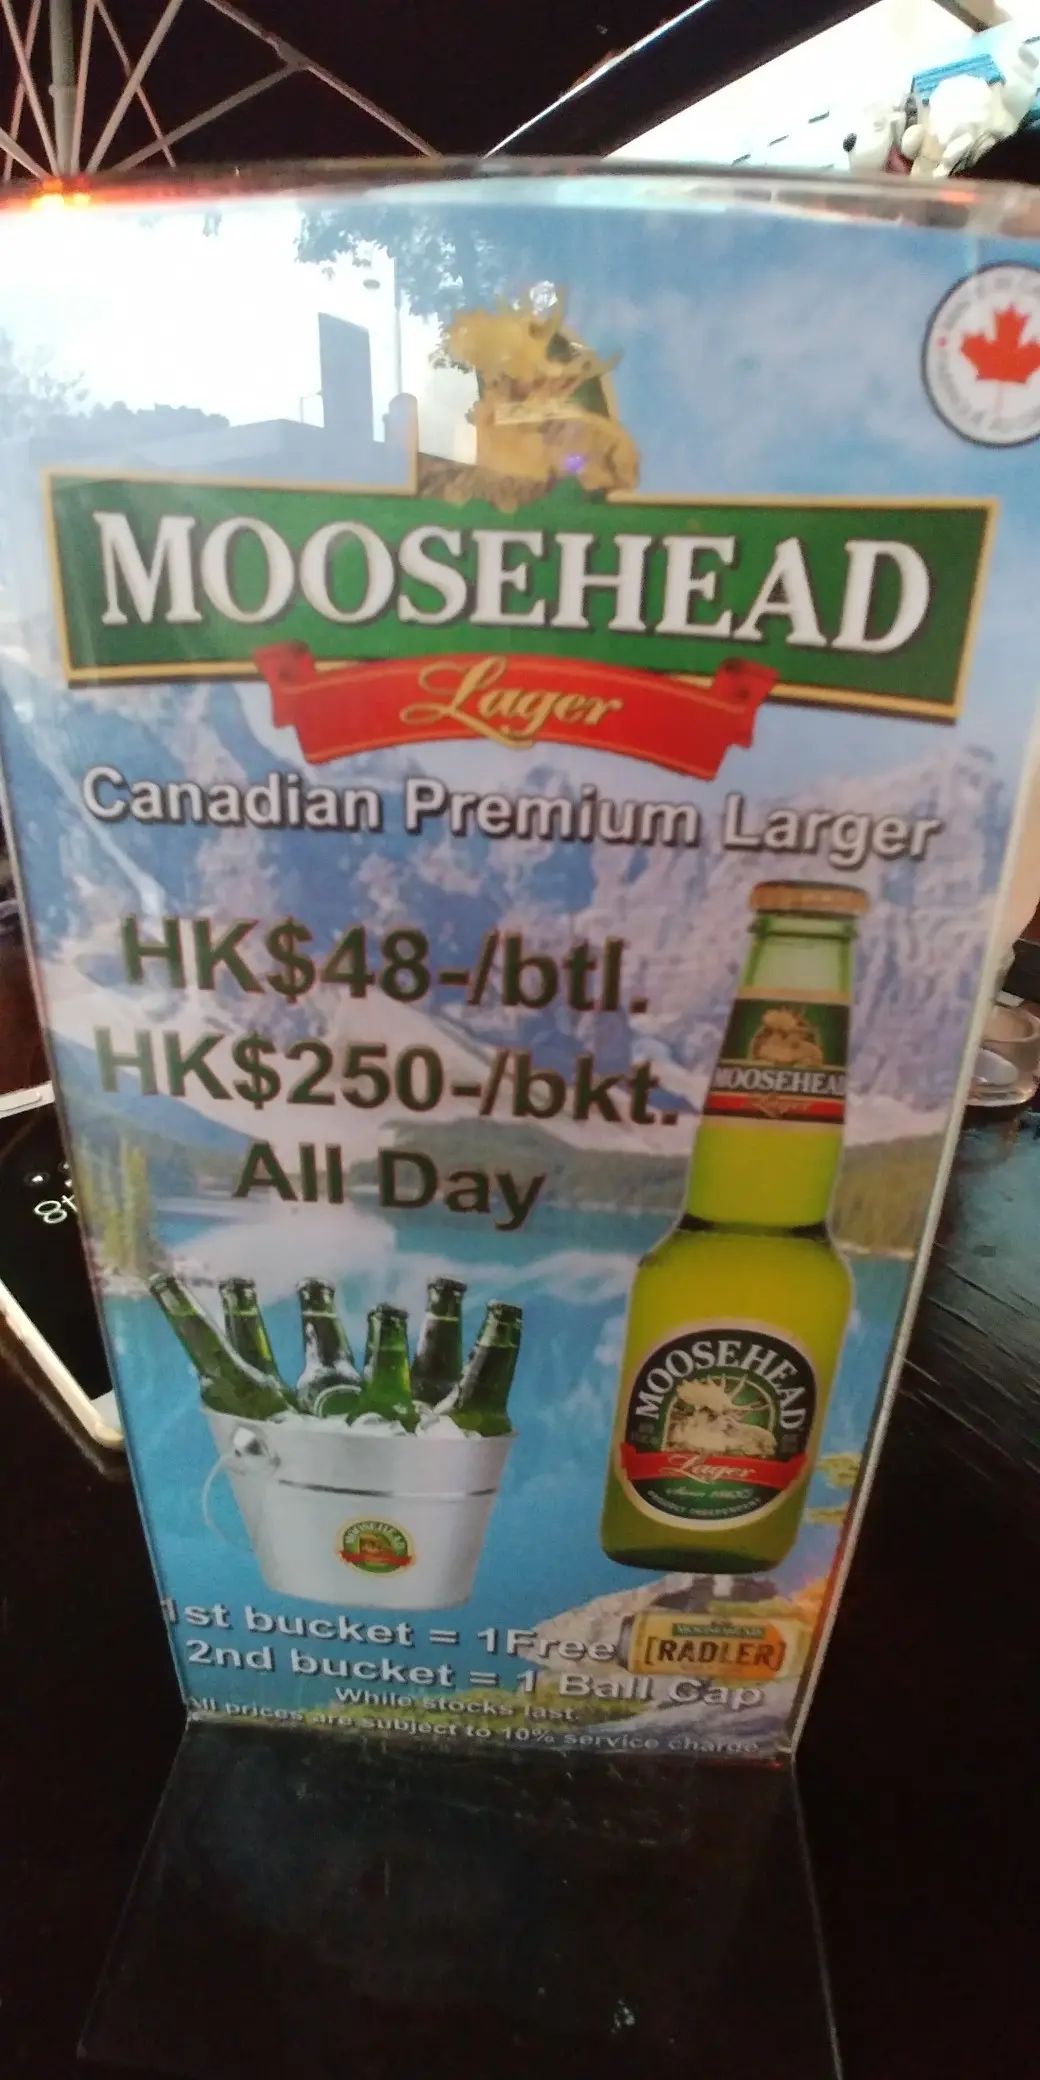 MOOSEHEAD
Lager
Canadian Premium Larger
HK$48-/btl.
HK$250-/bkt.
All Day
MOOSEHEAD
Lager
MOOSEHEAD
Lager
MOOSEHEAD
1st bucket = 1Free
[RADLER]
2nd bucket = 1 Ball Cap
While stocks last.
All prices are subject to 10% service charge.